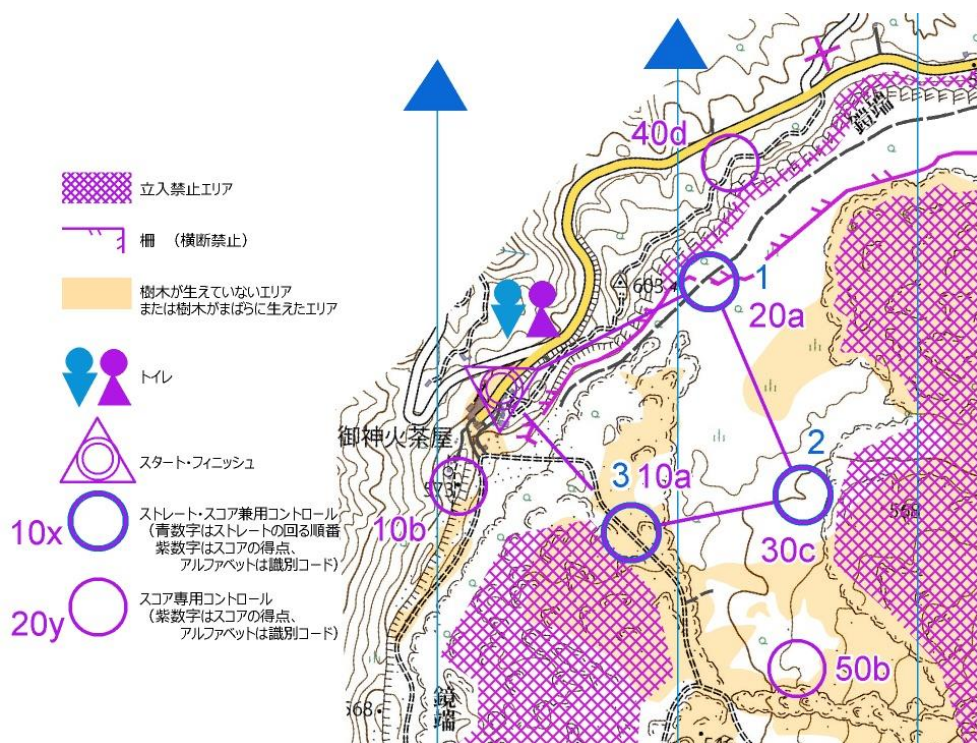 立入禁止エリア
柵 （横断禁止）
樹木が生えていないエリア
または樹木がまばらに生えたエリア
トイレ
スタート・フィニッシュ
10x
ストレート・スコア兼用コントロール
（青数字はストレートの回る順番
紫数字はスコアの得点、
アルファベットは識別コード）
20y
スコア専用コントロール
（紫数字はスコアの得点、
アルファベットは識別コード）
40d
鏡端
603.4
1
20a
御神火茶屋
573
10b
3
10a
2
568
30c
50b
鏡端
568